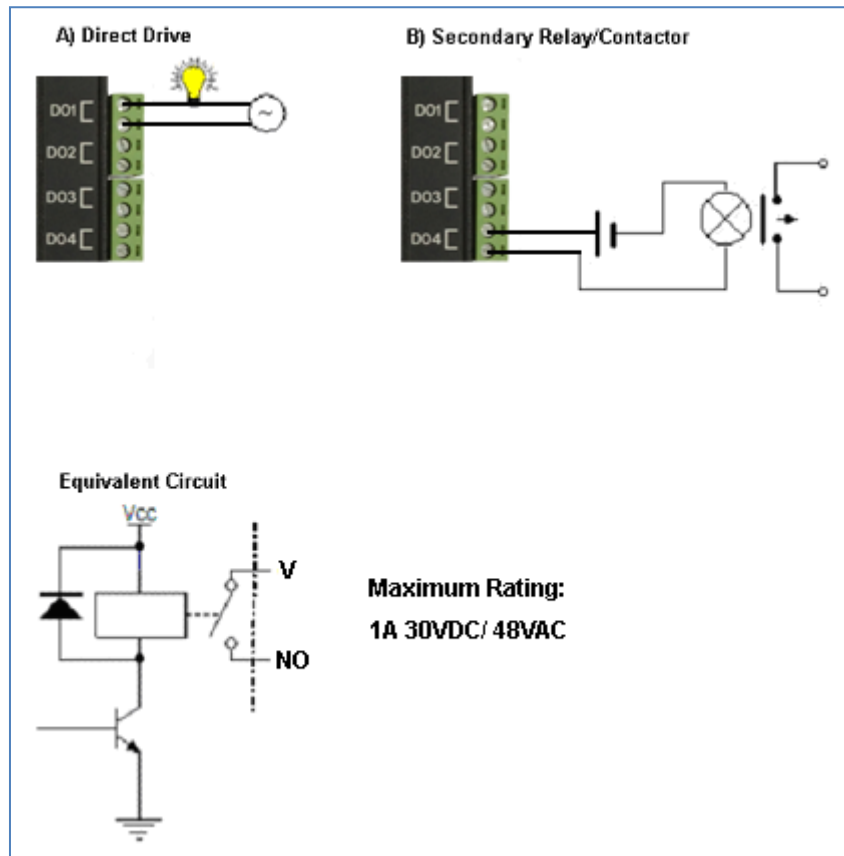 A) Direct Drive
B) Secondary Relay/Contactor
DO1
DO2
DO3
DO4
~
DO1
DO2
DO3
DO4
Equivalent Circuit
Vcc
V
NO
Maximum Rating:
1A 30VDC/ 48VAC